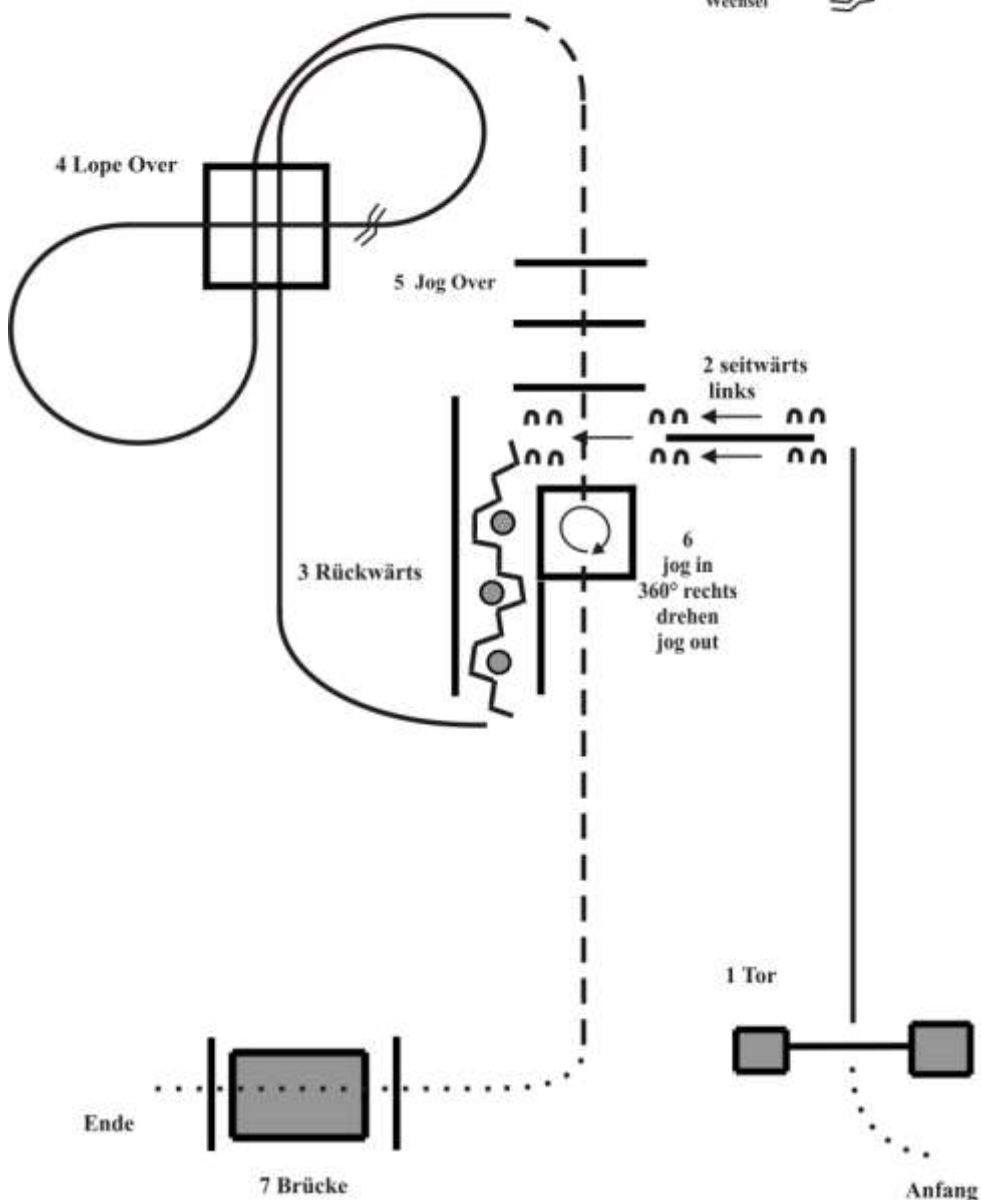 Wechsel
4 Lope Over
5 Jog Over
2 seitwärts
links
3 Rückwärts
6
jog in
360° rechts
drehen
jog out
1 Tor
Ende
7 Brücke
Anfang